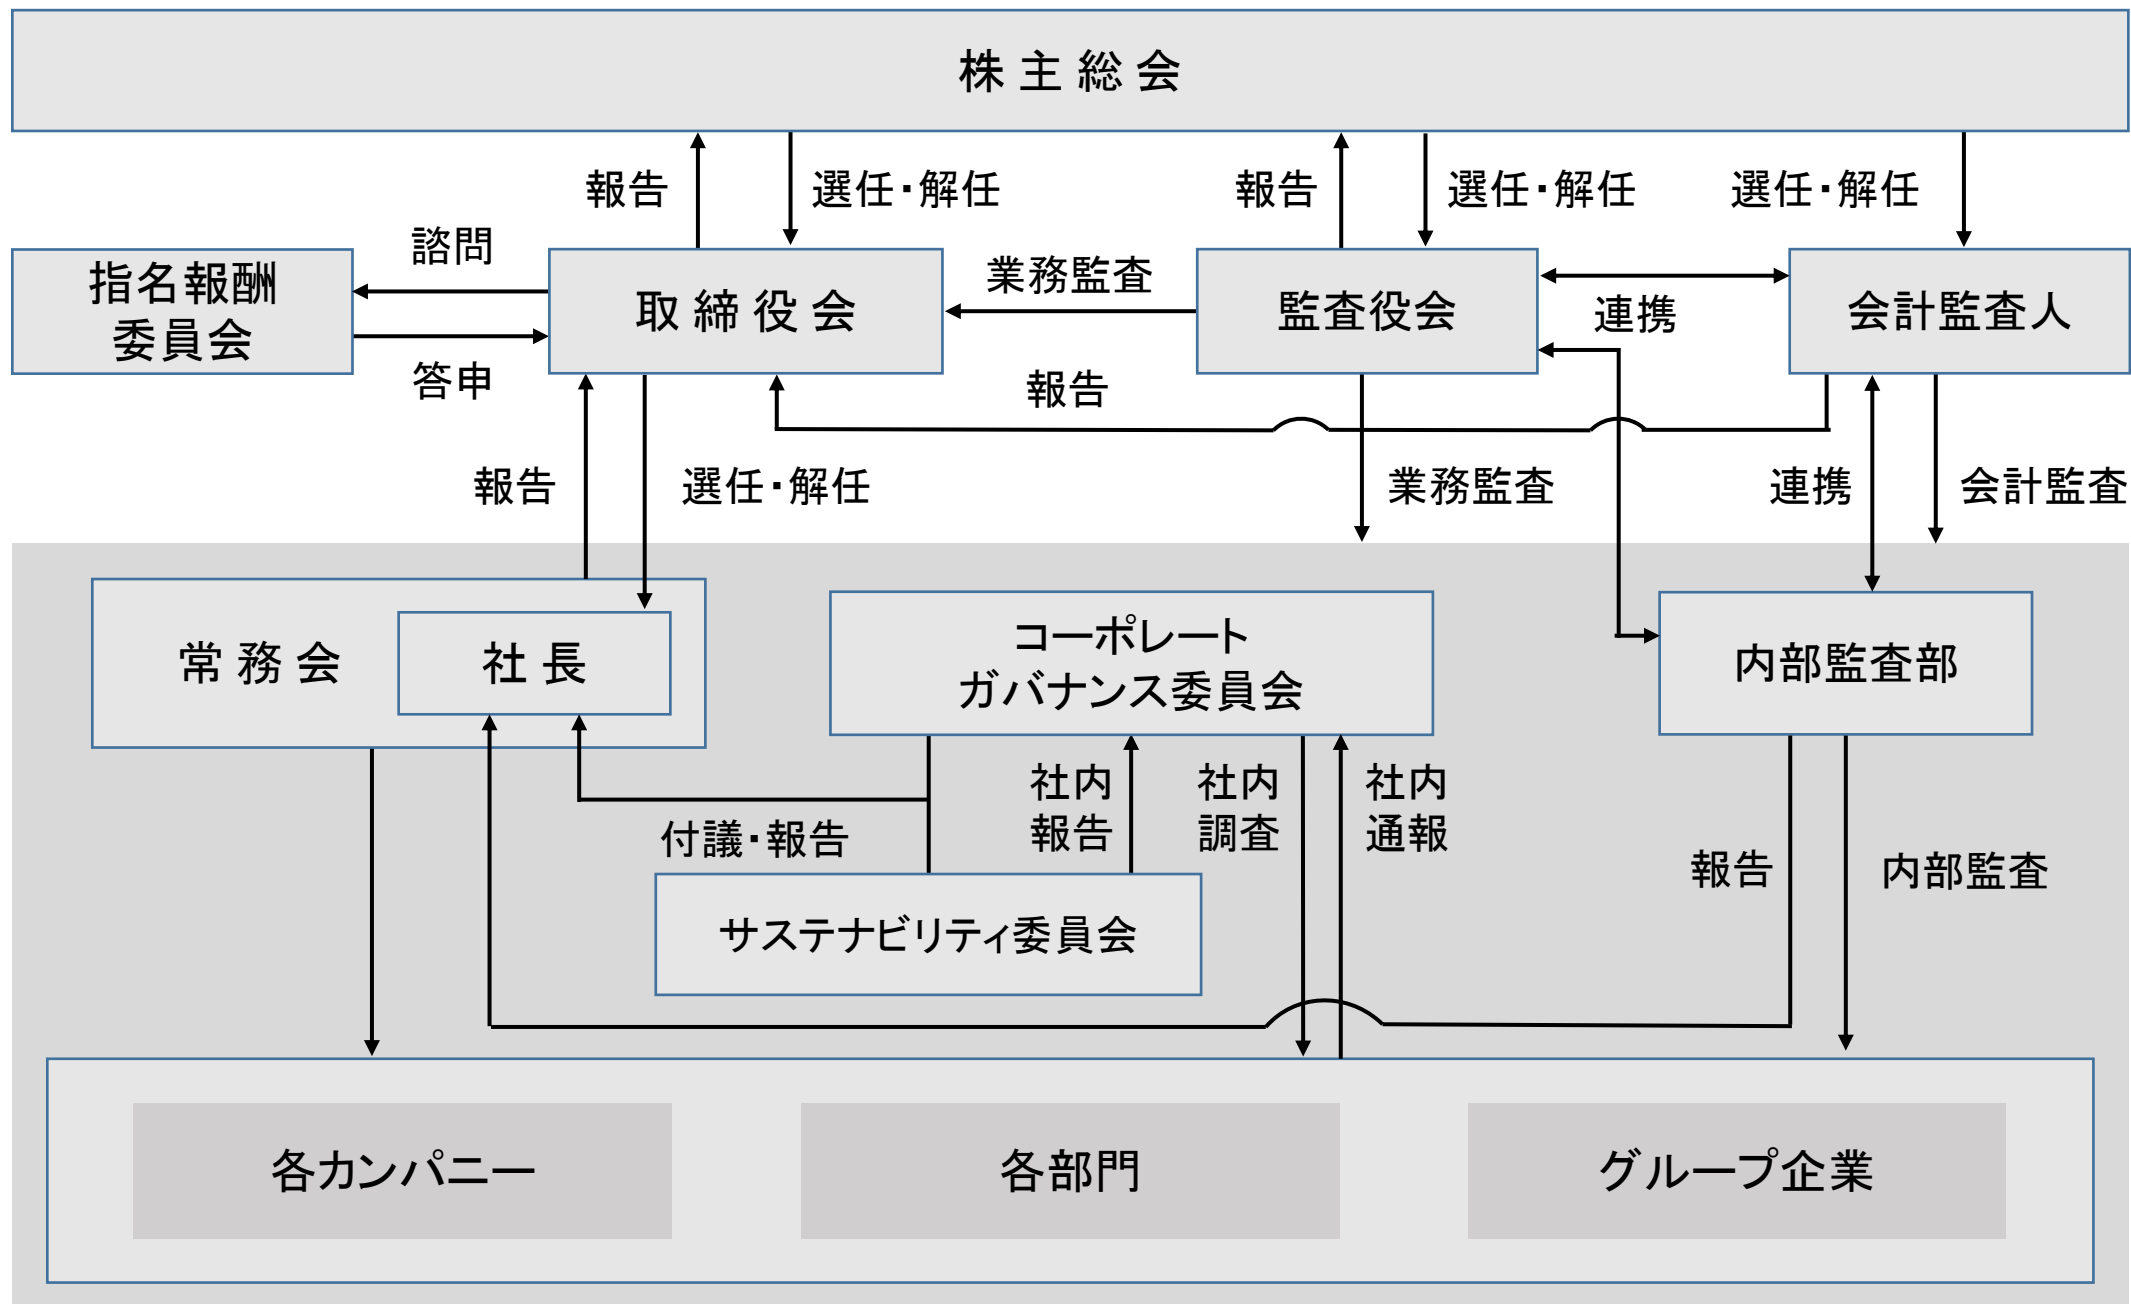 株主総会
報告
選任・解任
報告
選任・解任
選任・解任
諮問
指名報酬
委員会
取締役会
業務監査
監査役会
連携
会計監査人
答申
報告
報告
選任・解任
業務監査
連携
会計監査
常務会
社長
コーポレート
ガバナンス委員会
内部監査部
付議・報告
社内
報告
社内
調査
社内
通報
報告
内部監査
サステナビリティ委員会
各カンパニー
各部門
グループ企業